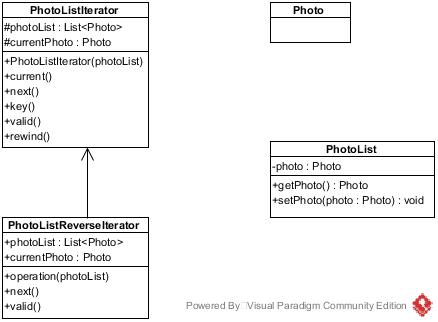 PhotoListIterator
#photoList : List<Photo>
#currentPhoto : Photo
+PhotoListIterator(photoList)
+current()
+next()
+key()
+valid()
+rewind()
Photo
PhotoList
-photo : Photo
+getPhoto() : Photo
+setPhoto(photo : Photo) : void
PhotoListReverseIterator
+photoList : List<Photo>
+currentPhoto : Photo
+operation(photoList)
+next()
+valid()
Powered By Visual Paradigm Community Edition